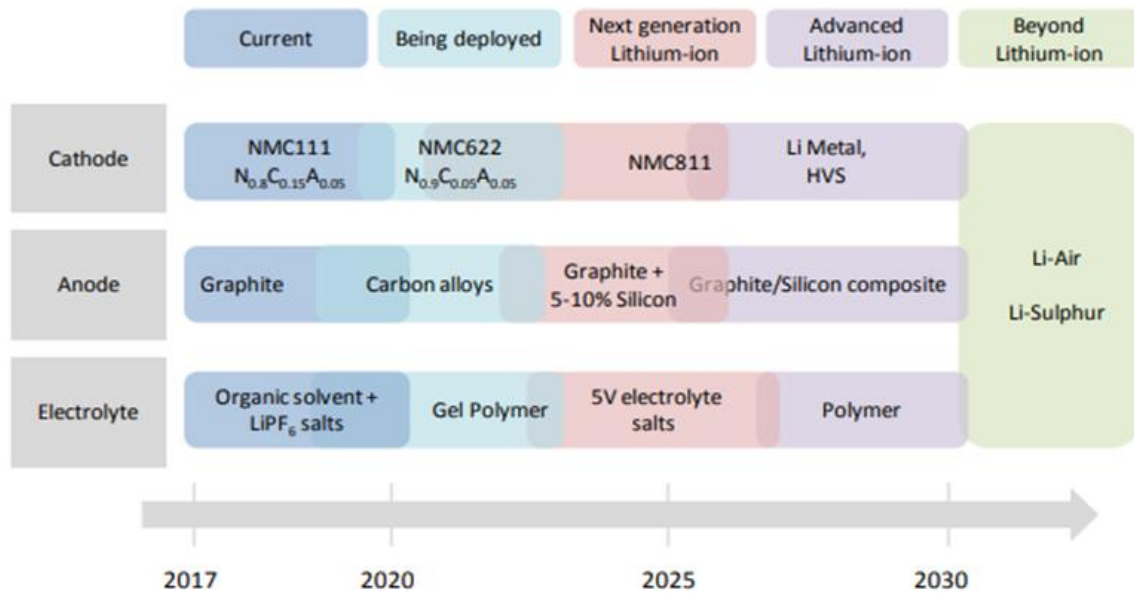 Current
Being deployed
Next generation
Lithium-ion
Advanced
Lithium-ion
Beyond
Lithium-ion
Cathode
NMC111
N₀.₈C₀.₁₅A₀.₀₅
NMC622
N₀.₉C₀.₀₅A₀.₀₅
NMC811
Li Metal,
HVS
Anode
Graphite
Carbon alloys
Graphite +
5-10% Silicon
Graphite/Silicon composite
Li-Air
Li-Sulphur
Electrolyte
Organic solvent +
LiPF₆ salts
Gel Polymer
5V electrolyte
salts
Polymer
2017
2020
2025
2030